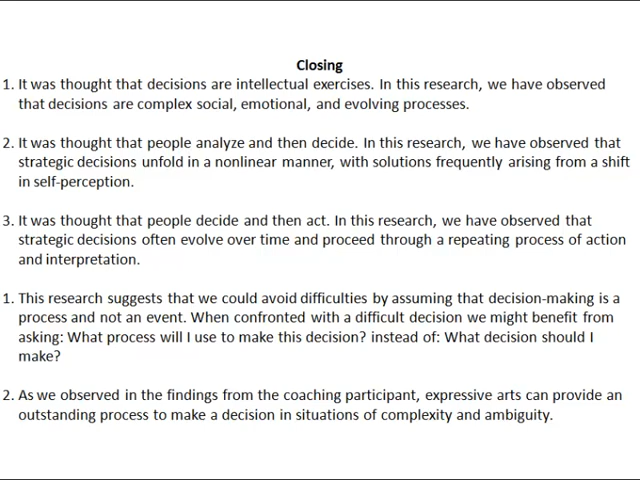 Closing
1. It was thought that decisions are intellectual exercises. In this research, we have observed
that decisions are complex social, emotional, and evolving processes.
2. It was thought that people analyze and then decide. In this research, we have observed that
strategic decisions unfold in a nonlinear manner, with solutions frequently arising from a shift
in self-perception.
3. It was thought that people decide and then act. In this research, we have observed that
strategic decisions often evolve over time and proceed through a repeating process of action
and interpretation.
1. This research suggests that we could avoid difficulties by assuming that decision-making is a
process and not an event. When confronted with a difficult decision we might benefit from
asking: What process will I use to make this decision? instead of: What decision should I
make?
2. As we observed in the findings from the coaching participant, expressive arts can provide an
outstanding process to make a decision in situations of complexity and ambiguity.